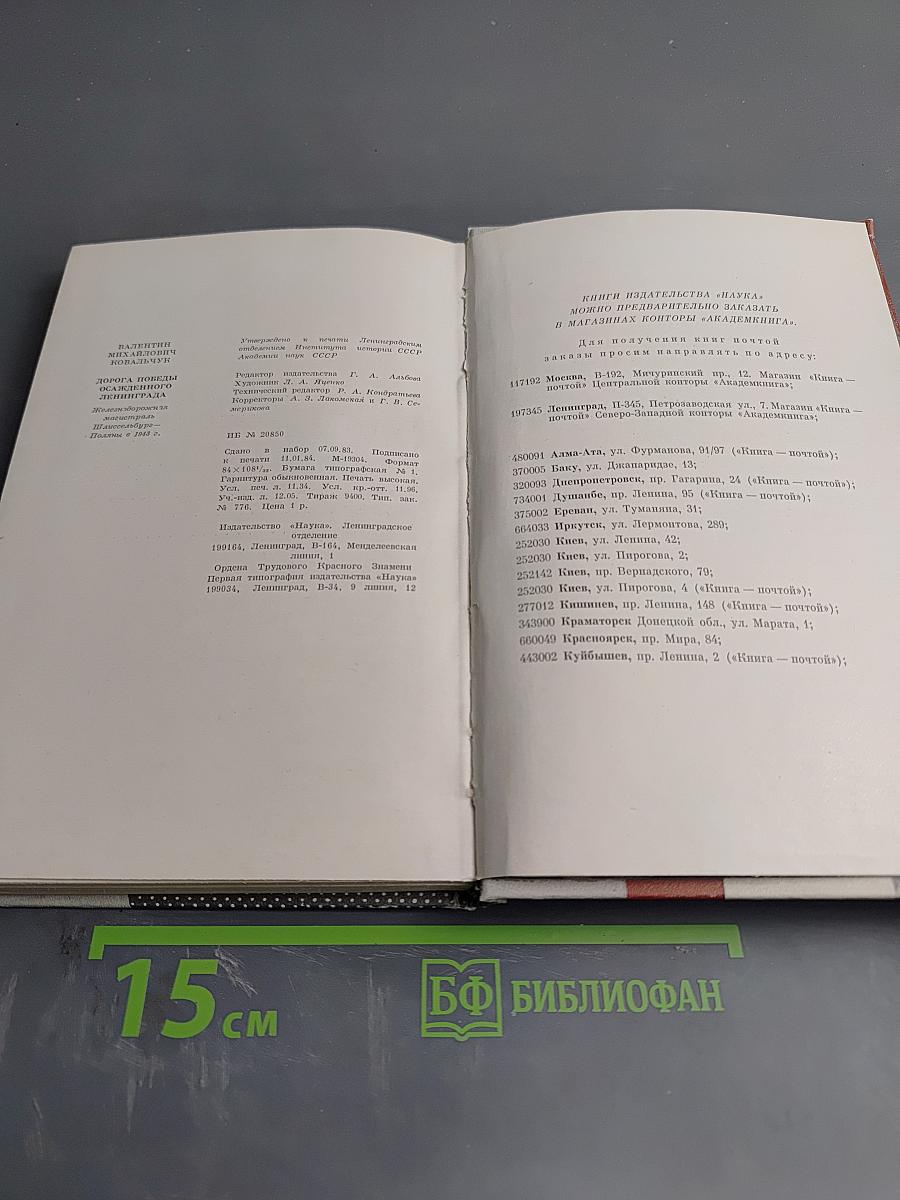 ВАЛЕНТИН
МИХАЙЛОВИЧ
КОВАЛЬЧУК
ДОРОГА ПОБЕДЫ
ОСАЖДЕННОГО
ЛЕНИНГРАДА
Железнодорожная
магистраль
Шлиссельбург—
Поляны в 1943 г.
Утверждено к печати Ленинградским
отделением Института истории СССР
Академии наук СССР
Редактор издательства Г. А. Альбова
Художник Л. А. Яценко
Технический редактор Р. А. Кондратьева
Корректоры А. З. Лакомская и Г. В. Се-
мерикова
ИБ № 20850
Сдано в набор 07.09.83. Подписано
к печати 11.01.84. М-19304. Формат
84×108¹/₃₂. Бумага типографская № 1.
Гарнитура обыкновенная. Печать высокая.
Усл. печ. л. 11.34. Усл. кр.-отт. 11.96.
Уч.-изд. л. 12.05. Тираж 9400. Тип. зак.
№ 776. Цена 1 р.
Издательство «Наука». Ленинградское
отделение
199164, Ленинград, В-164, Менделеевская
линия, 1
Ордена Трудового Красного Знамени
Первая типография издательства «Наука»
199034, Ленинград, В-34, 9 линия, 12
КНИГИ ИЗДАТЕЛЬСТВА «НАУКА»
МОЖНО ПРЕДВАРИТЕЛЬНО ЗАКАЗАТЬ
В МАГАЗИНАХ КОНТОРЫ «АКАДЕМКНИГА».
Для получения книг почтой
заказы просим направлять по адресу:
117192 Москва, В-192, Мичуринский пр., 12. Магазин «Книга —
почтой» Центральной конторы «Академкнига»;
197345 Ленинград, П-345, Петрозаводская ул., 7. Магазин «Книга —
почтой» Северо-Западной конторы «Академкнига»;
480091 Алма-Ата, ул. Фурманова, 91/97 («Книга — почтой»);
370005 Баку, ул. Джапаридзе, 13;
320093 Днепропетровск, пр. Гагарина, 24 («Книга — почтой»);
734001 Душанбе, пр. Ленина, 95 («Книга — почтой»);
375002 Ереван, ул. Туманяна, 31;
664033 Иркутск, ул. Лермонтова, 289;
252030 Киев, ул. Ленина, 42;
252030 Киев, ул. Пирогова, 2;
252142 Киев, пр. Вернадского, 79;
252030 Киев, ул. Пирогова, 4 («Книга — почтой»);
277012 Кишинев, пр. Ленина, 148 («Книга — почтой»);
343900 Краматорск Донецкой обл., ул. Марата, 1;
660049 Красноярск, пр. Мира, 84;
443002 Куйбышев, пр. Ленина, 2 («Книга — почтой»);
15 см
БФ БИБЛИОФАН